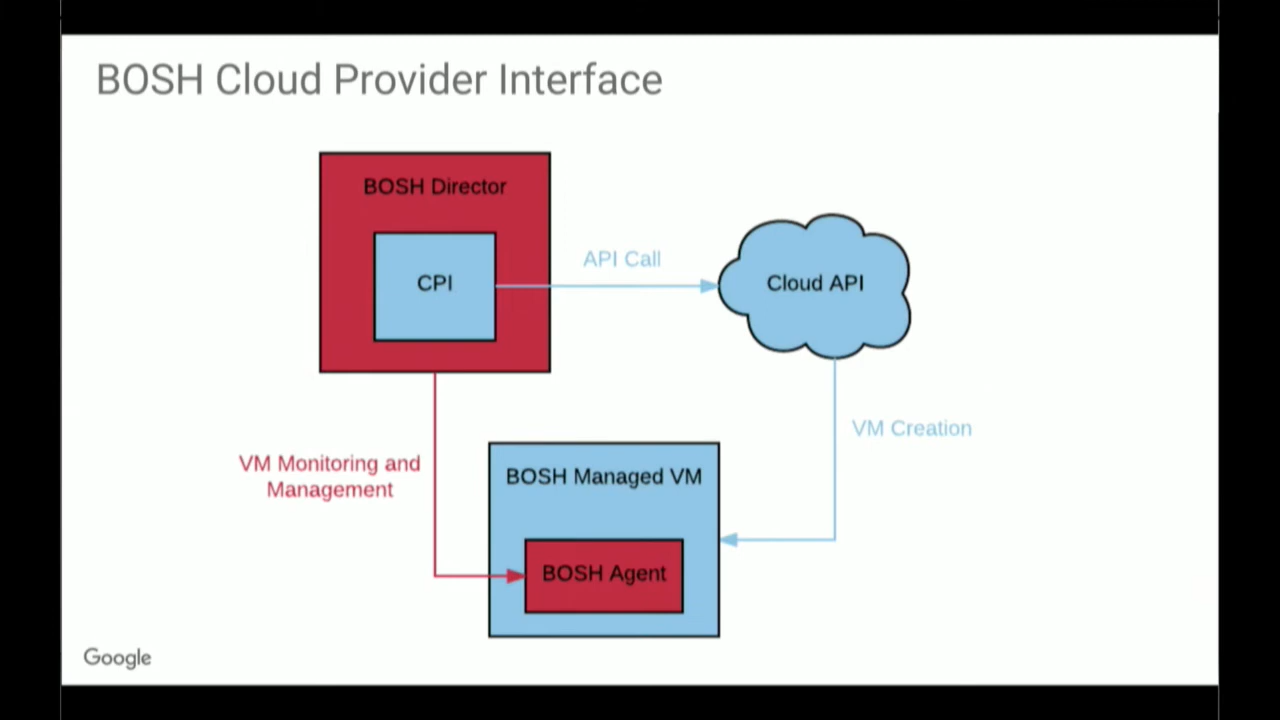 BOSH Cloud Provider Interface
BOSH Director
CPI
API Call
Cloud API
VM Creation
VM Monitoring and
Management
BOSH Managed VM
BOSH Agent
Google